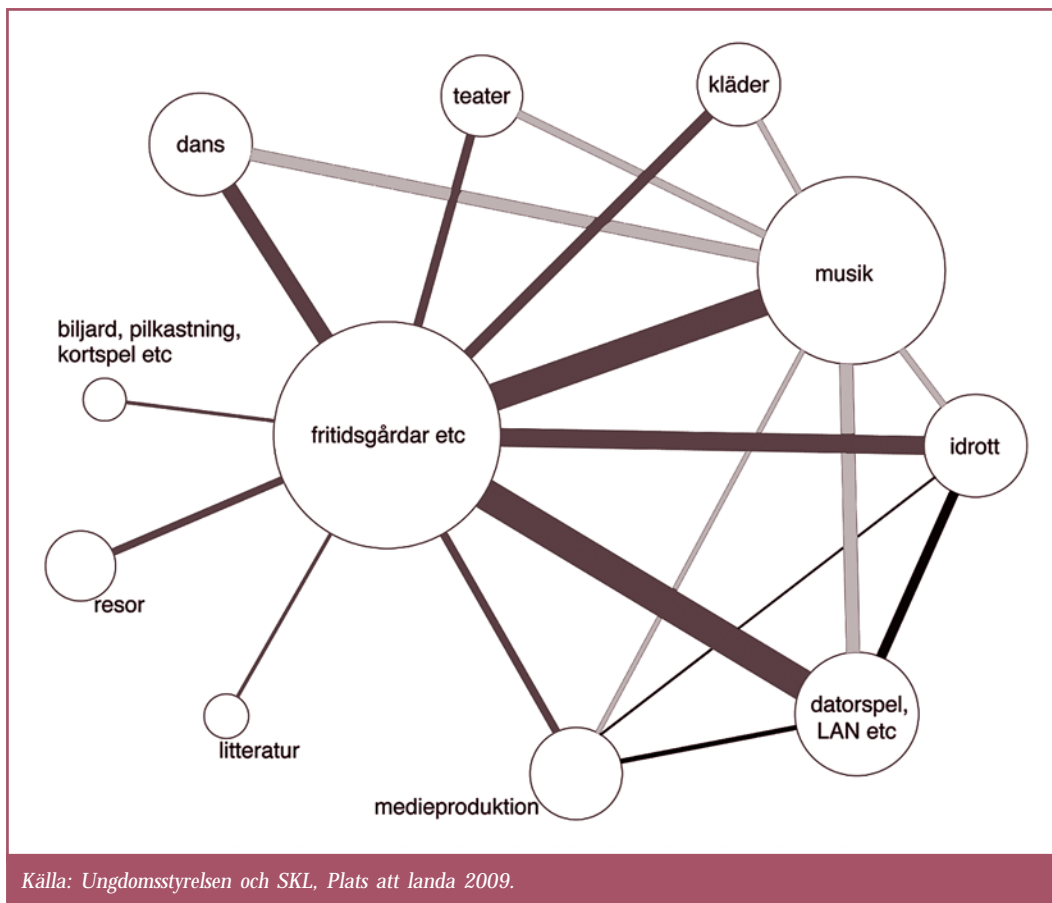 kläder
teater
dans
musik
biljard, pilkastning,
kortspel etc
fritidsgårdar etc
idrott
resor
datorspel,
LAN etc
litteratur
medieproduktion
Källa: Ungdomsstyrelsen och SKL, Plats att landa 2009.